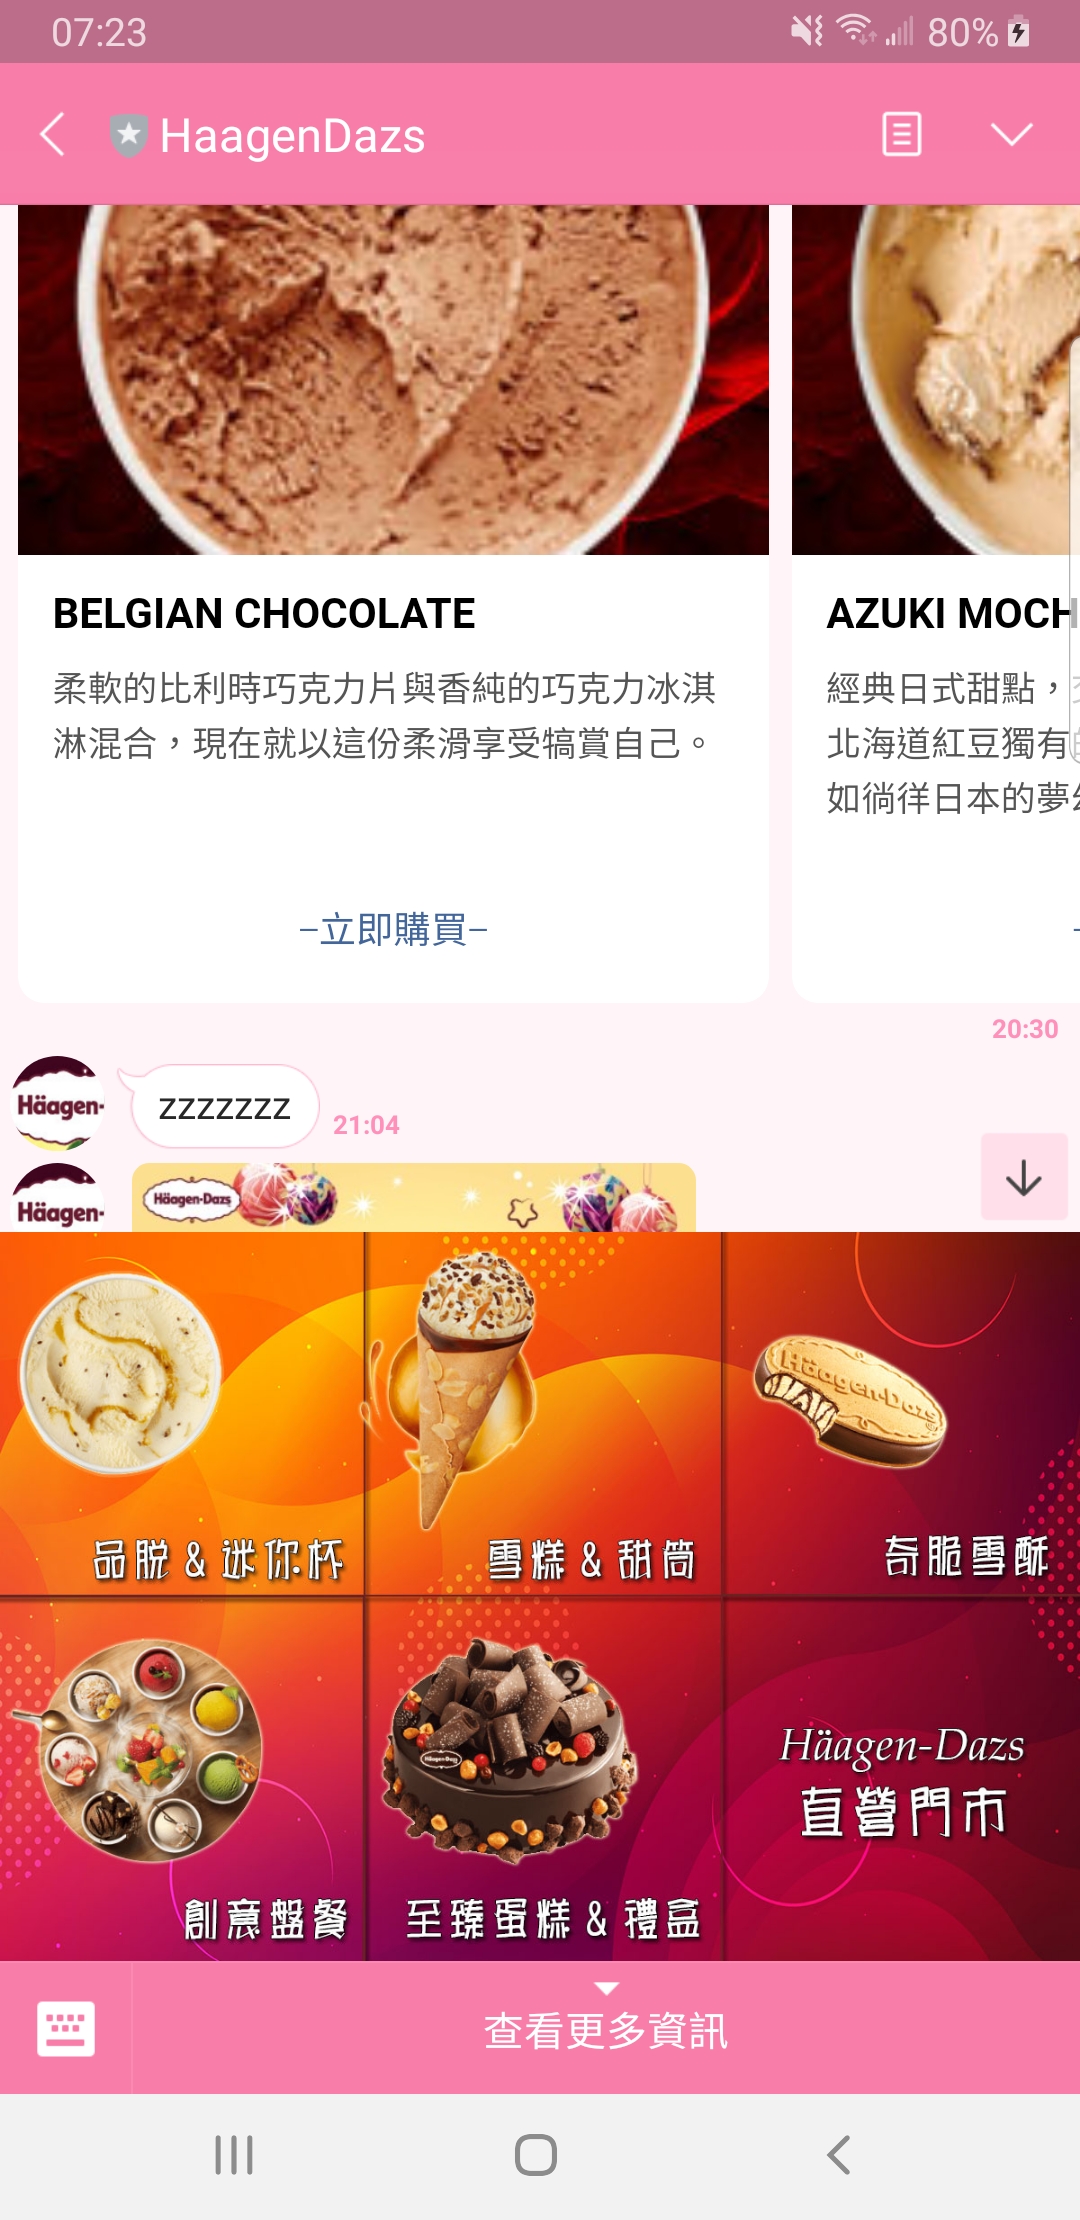 07:23
80%
HaagenDazs
BELGIAN CHOCOLATE
柔軟的比利時巧克力片與香純的巧克力冰淇
淋混合，現在就以這份柔滑享受犒賞自己。
–立即購買–
AZUKI MOCH
經典日式甜點，
北海道紅豆獨有
如徜徉日本的夢幻
20:30
Häagen-
zzzzzzz
21:04
Häagen-
Häagen-Dazs
Häagen-Dazs
品脫 & 迷你杯
雪糕 & 甜筒
奇脆雪酥
Häagen-Dazs
創意盤餐
至臻蛋糕 & 禮盒
Häagen-Dazs
直營門市
查看更多資訊